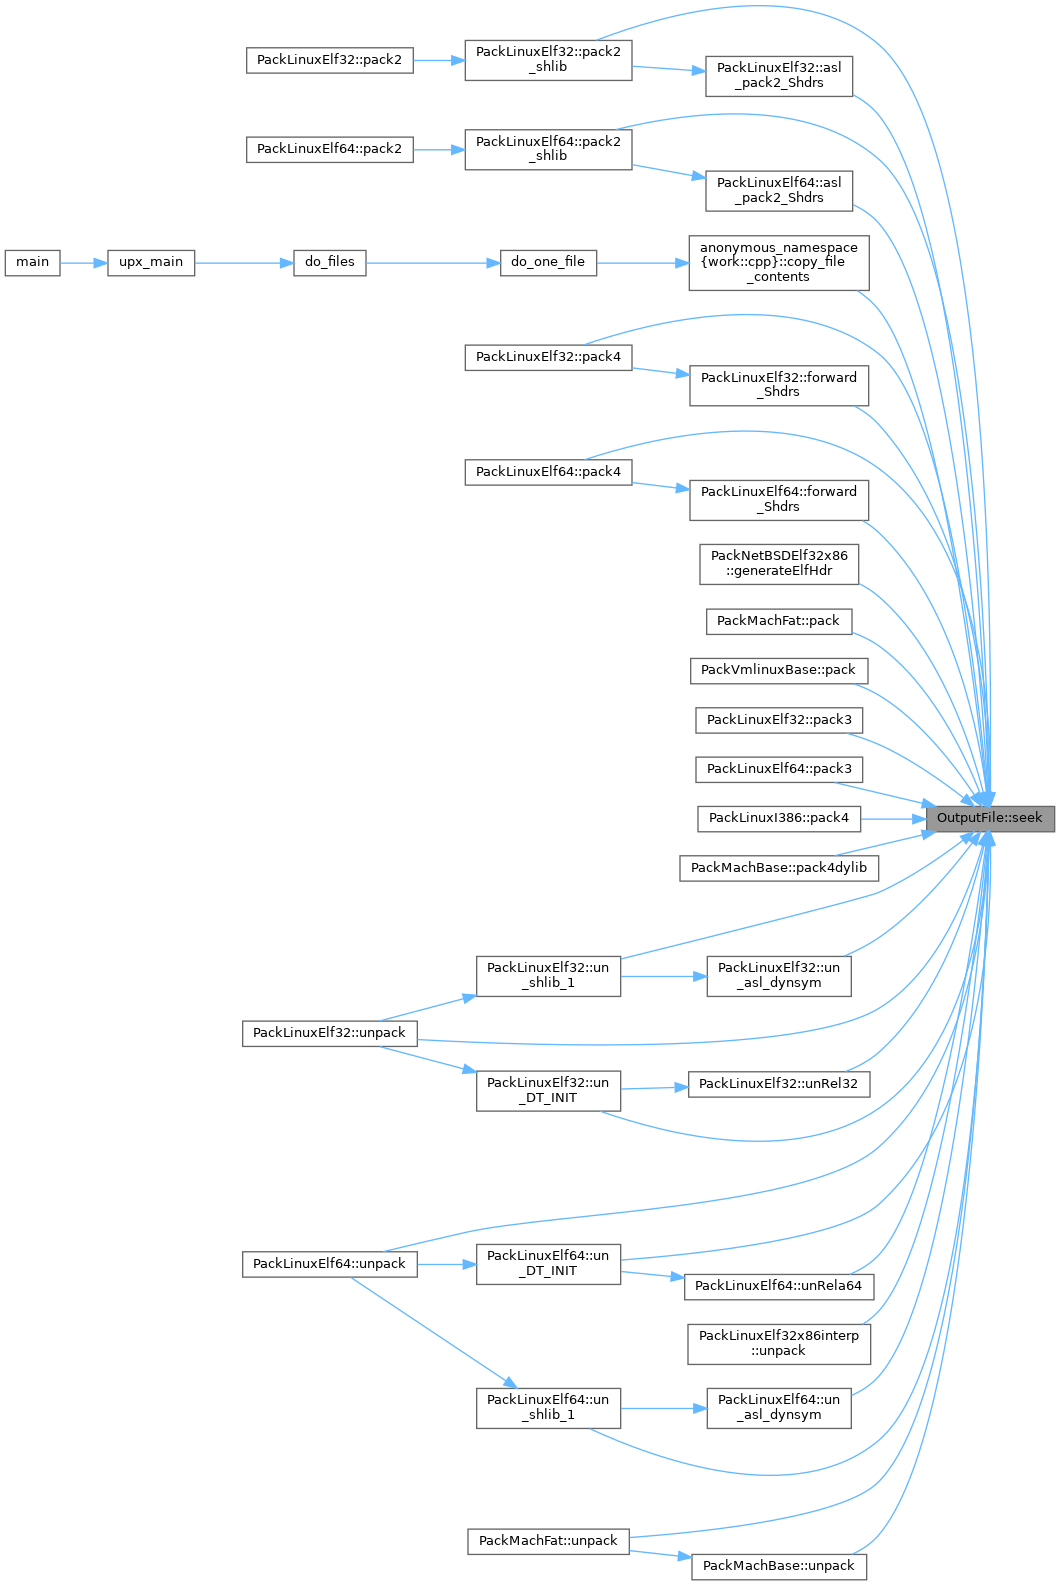 PackLinuxElf32::pack2
PackLinuxElf32::pack2
_shlib
PackLinuxElf32::asl
_pack2_Shdrs
PackLinuxElf64::pack2
PackLinuxElf64::pack2
_shlib
PackLinuxElf64::asl
_pack2_Shdrs
main
upx_main
do_files
do_one_file
anonymous_namespace
{work::cpp}::copy_file
_contents
PackLinuxElf32::pack4
PackLinuxElf32::forward
_Shdrs
PackLinuxElf64::pack4
PackLinuxElf64::forward
_Shdrs
PackNetBSDElf32x86
::generateElfHdr
PackMachFat::pack
PackVmlinuxBase::pack
PackLinuxElf32::pack3
PackLinuxElf64::pack3
PackLinuxI386::pack4
OutputFile::seek
PackMachBase::pack4dylib
PackLinuxElf32::un
_shlib_1
PackLinuxElf32::un
_asl_dynsym
PackLinuxElf32::unpack
PackLinuxElf32::un
_DT_INIT
PackLinuxElf32::unRel32
PackLinuxElf64::unpack
PackLinuxElf64::un
_DT_INIT
PackLinuxElf64::unRela64
PackLinuxElf32x86interp
::unpack
PackLinuxElf64::un
_shlib_1
PackLinuxElf64::un
_asl_dynsym
PackMachFat::unpack
PackMachBase::unpack